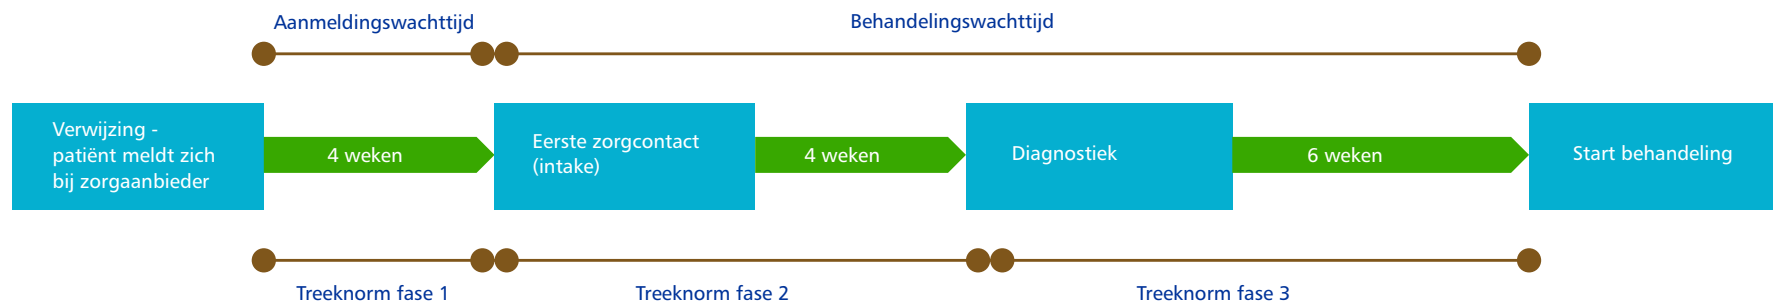 Aanmeldingswachttijd
Behandelingswachttijd
Verwijzing -
patiënt meldt zich
bij zorgaanbieder
4 weken
Eerste zorgcontact
(intake)
4 weken
Diagnostiek
6 weken
Start behandeling
Treeknorm fase 1
Treeknorm fase 2
Treeknorm fase 3